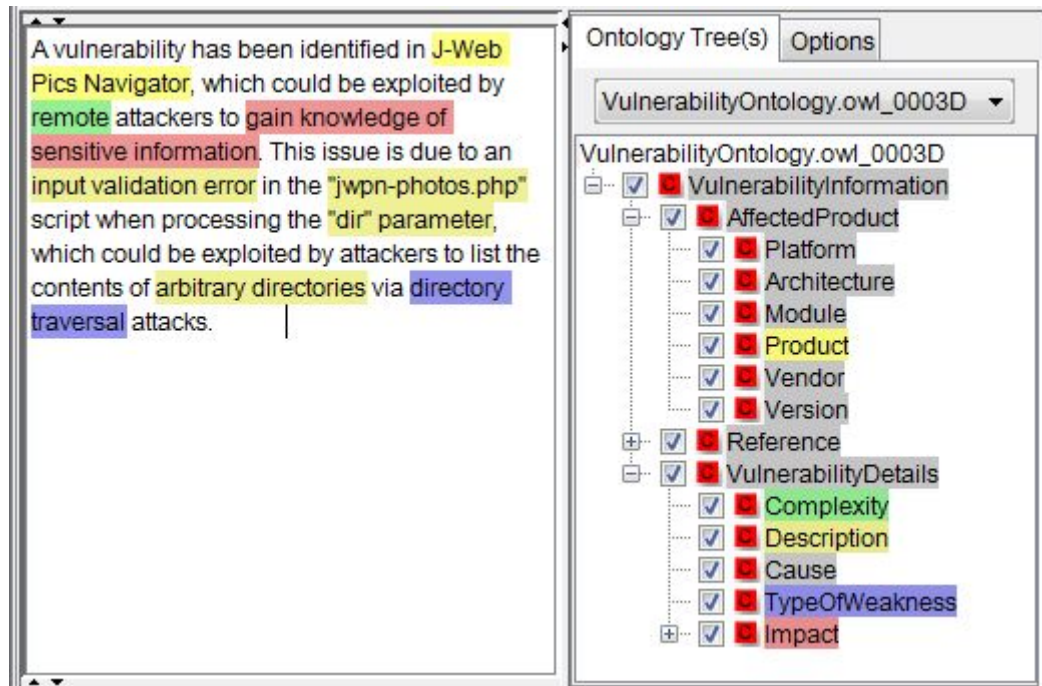 A vulnerability has been identified in J-Web
Pics Navigator, which could be exploited by
remote attackers to gain knowledge of
sensitive information. This issue is due to an
input validation error in the "jwpn-photos.php"
script when processing the "dir" parameter,
which could be exploited by attackers to list the
contents of arbitrary directories via directory
traversal attacks.
Ontology Tree(s) Options
VulnerabilityOntology.owl_0003D
VulnerabilityOntology.owl_0003D
C VulnerabilityInformation
C AffectedProduct
C Platform
C Architecture
C Module
C Product
C Vendor
C Version
C Reference
C VulnerabilityDetails
C Complexity
C Description
C Cause
C TypeOfWeakness
C Impact